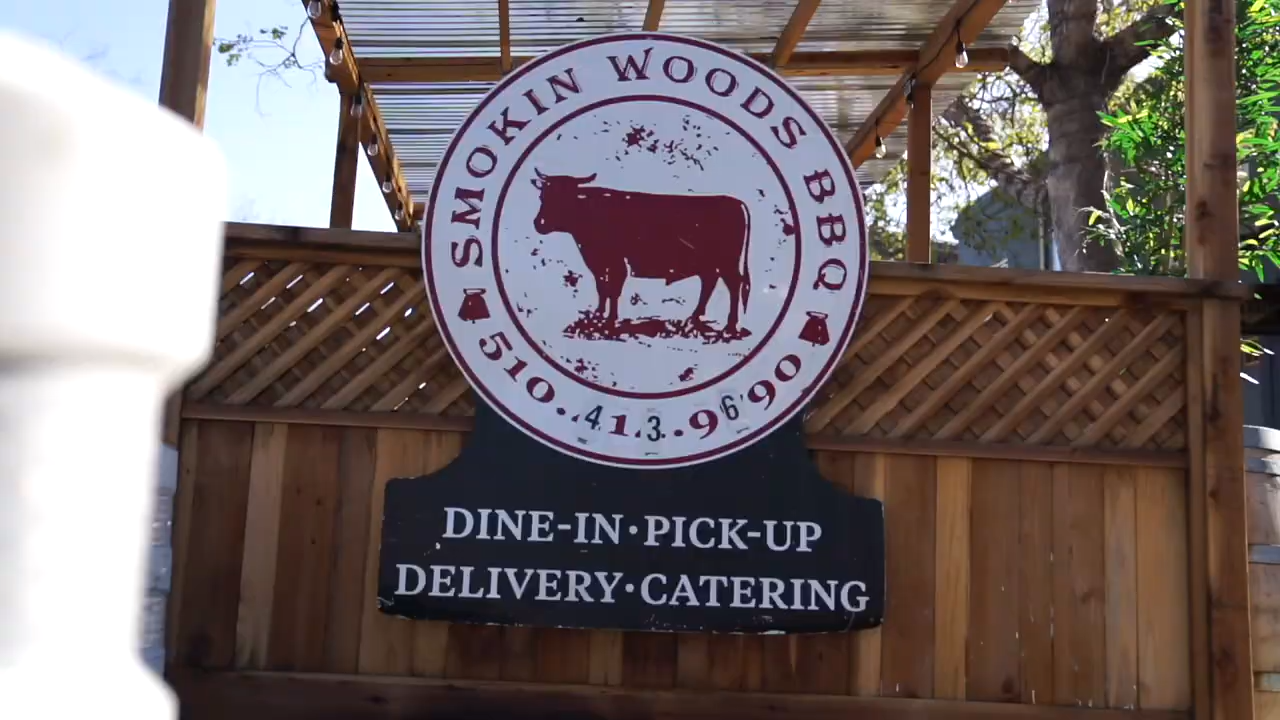 SMOKIN WOODS BBQ
510..413.9690
DINE-IN·PICK-UP
DELIVERY·CATERING